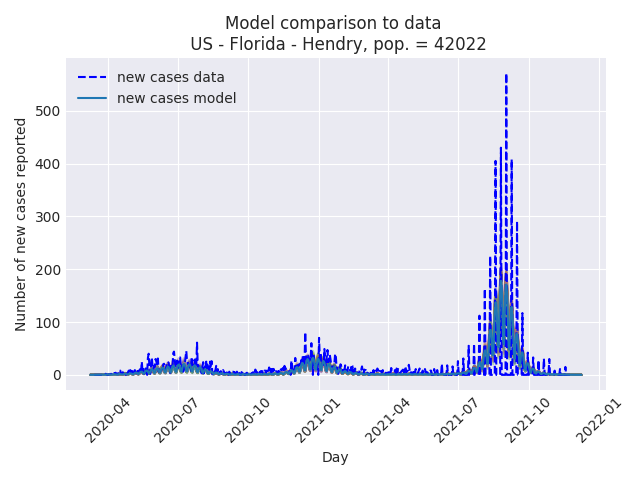 Model comparison to data
US - Florida - Hendry, pop. = 42022
new cases data
new cases model
Number of new cases reported
500
400
300
200
100
0
2020-04
2020-07
2020-10
2021-01
2021-04
2021-07
2021-10
2022-01
Day